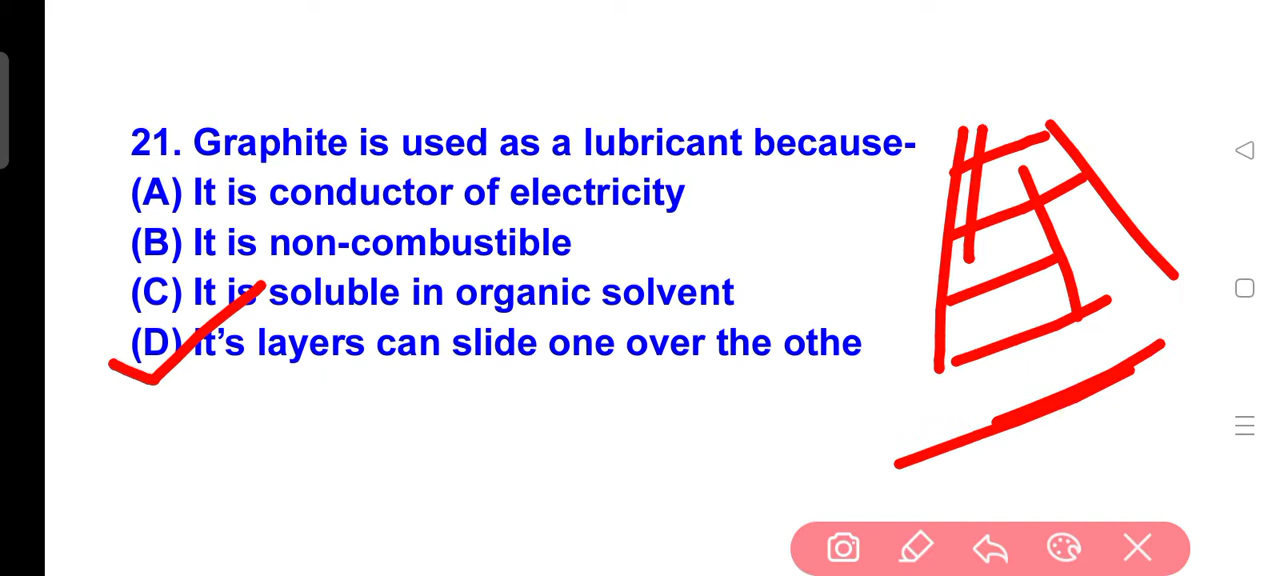 21. Graphite is used as a lubricant because-
(A) It is conductor of electricity
(B) It is non-combustible
(C) It is soluble in organic solvent
(D) It's layers can slide one over the othe